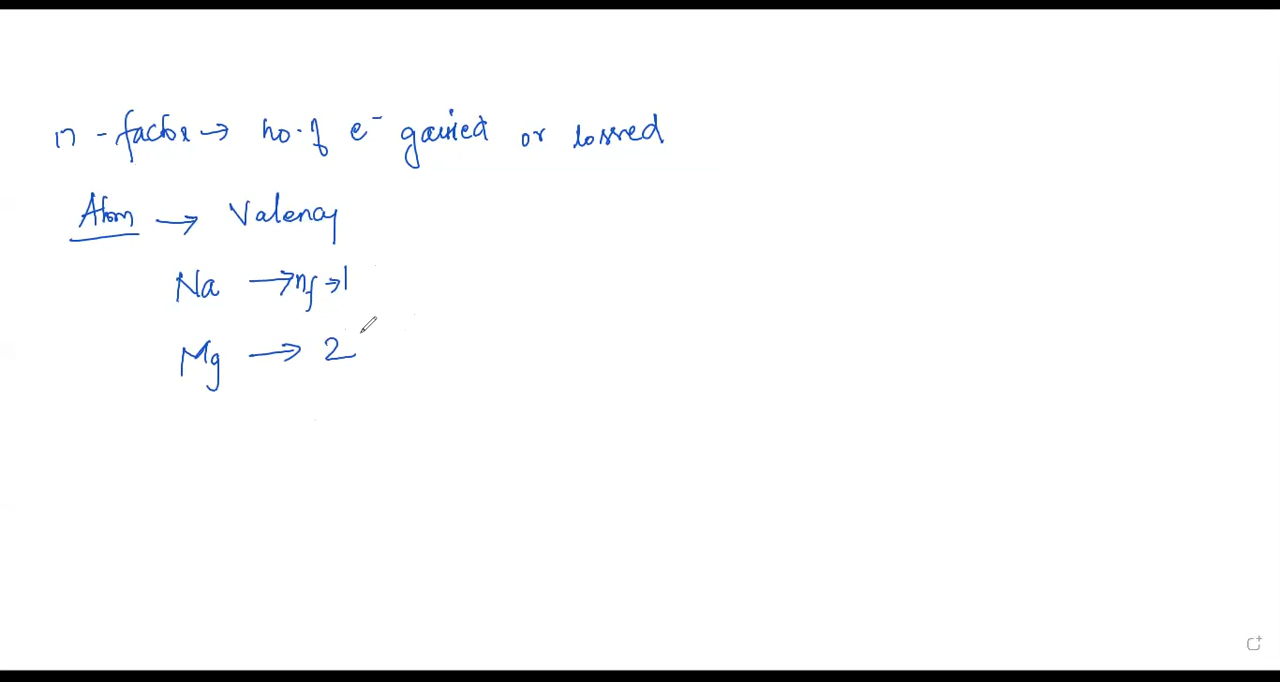 n-factor → no. of e⁻ gained or lossed
Atom → Valency
Na → nf → 1
Mg → 2